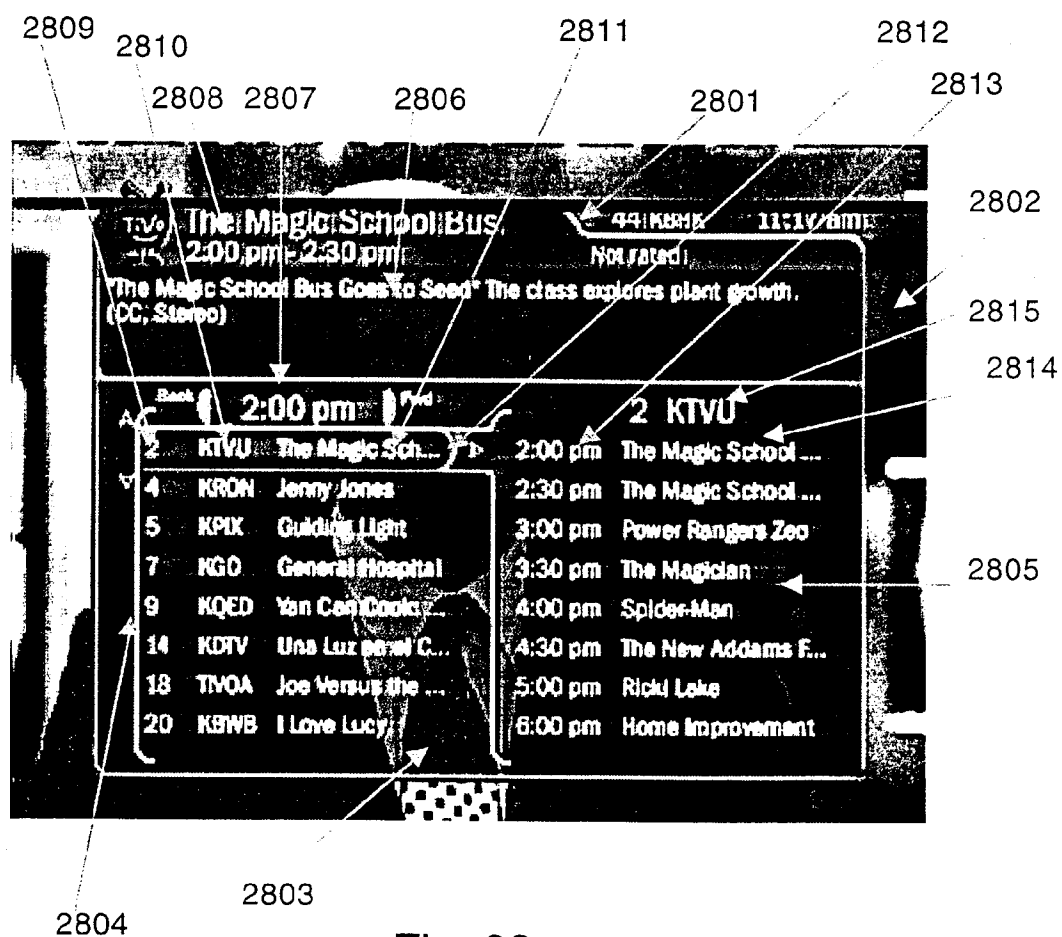 2809 2810 2811 2812
2808 2807 2806 2801 2813
2802
TiVo The Magic School Bus 44 KBHK 11:17 am
2:00 pm - 2:30 pm Not rated
"The Magic School Bus Goes to Seed" The class explores plant growth.
(CC, Stereo)
2815
2814
Back 2:00 pm Fwd 2 KTVU
2 KTVU The Magic Sch... 2:00 pm The Magic School ...
4 KRON Jenny Jones 2:30 pm The Magic School ...
5 KPIX Guiding Light 3:00 pm Power Rangers Zeo
7 KGO General Hospital 3:30 pm The Magician
2805
9 KQED Yan Can Cook: ... 4:00 pm Spider-Man
14 KDTV Una Luz en el C... 4:30 pm The New Addams F...
18 TIVOA Joe Versus the ... 5:00 pm Ricki Lake
20 KBWB I Love Lucy 6:00 pm Home Improvement
2803
2804